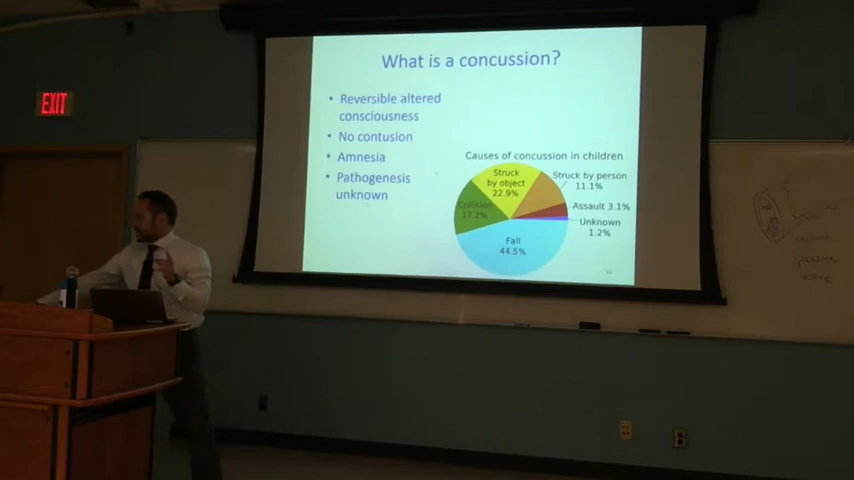 EXIT
What is a concussion?
• Reversible altered
consciousness
• No contusion
• Amnesia
• Pathogenesis
unknown
Causes of concussion in children
Struck
by object
22.9%
Struck by person
11.1%
Collision
17.2%
Assault 3.1%
Unknown
1.2%
Fall
44.5%